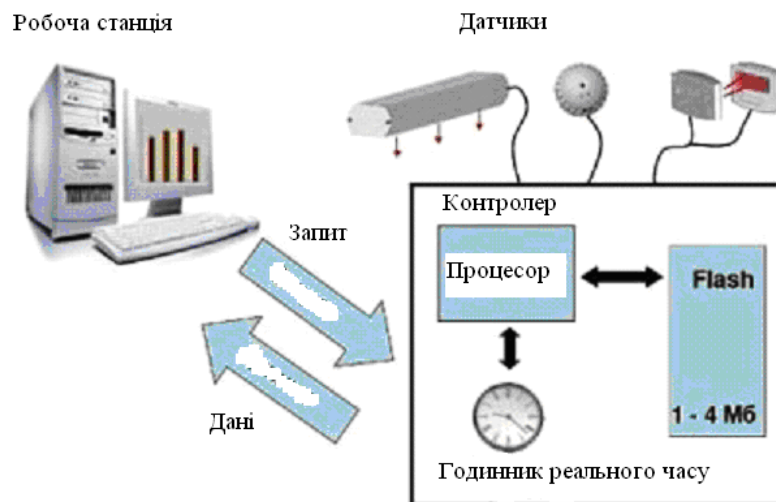 Робоча станція
Датчики
Запит
Контролер
Процесор
Flash
1 - 4 Мб
Дані
Годинник реального часу